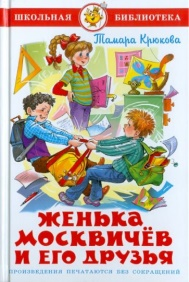 ШКОЛЬНАЯ БИБЛИОТЕКА
Тамара Крюкова
ЖЕНЬКА
МОСКВИЧЁВ
И ЕГО ДРУЗЬЯ
ПРОИЗВЕДЕНИЯ ПЕЧАТАЮТСЯ БЕЗ СОКРАЩЕНИЙ